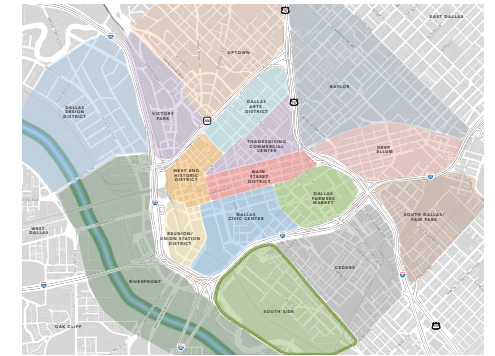 EAST DALLAS
UPTOWN
BAYLOR
DALLAS
DESIGN
DISTRICT
DALLAS
ARTS
DISTRICT
VICTORY
PARK
THANKSGIVING
COMMERCIAL
CENTER
DEEP
ELLUM
WEST END
HISTORIC
DISTRICT
MAIN
STREET
DISTRICT
DALLAS
FARMERS
MARKET
DALLAS
CIVIC CENTER
SOUTH DALLAS/
FAIR PARK
WEST
DALLAS
REUNION/
UNION STATION
DISTRICT
CEDARS
RIVERFRONT
SOUTH SIDE
OAK CLIFF